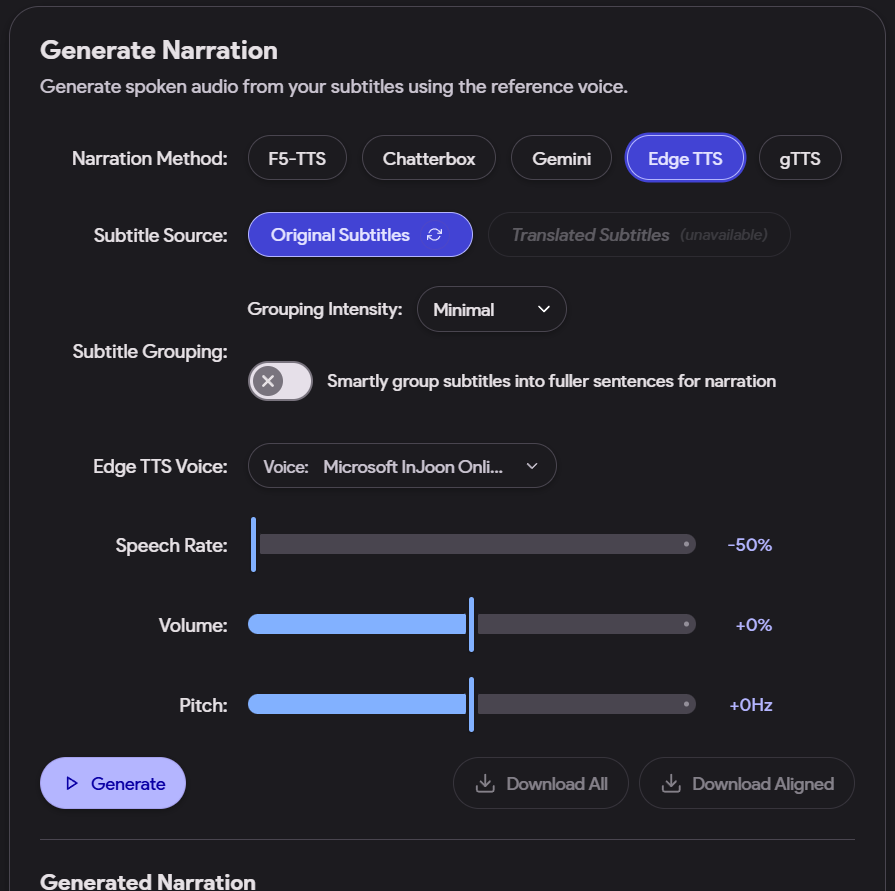 Generate Narration
Generate spoken audio from your subtitles using the reference voice.
Narration Method: F5-TTS Chatterbox Gemini Edge TTS gTTS
Subtitle Source: Original Subtitles Translated Subtitles (unavailable)
Grouping Intensity: Minimal
Subtitle Grouping:
Smartly group subtitles into fuller sentences for narration
Edge TTS Voice: Voice: Microsoft InJoon Onli...
Speech Rate: -50%
Volume: +0%
Pitch: +0Hz
Generate Download All Download Aligned
Generated Narration